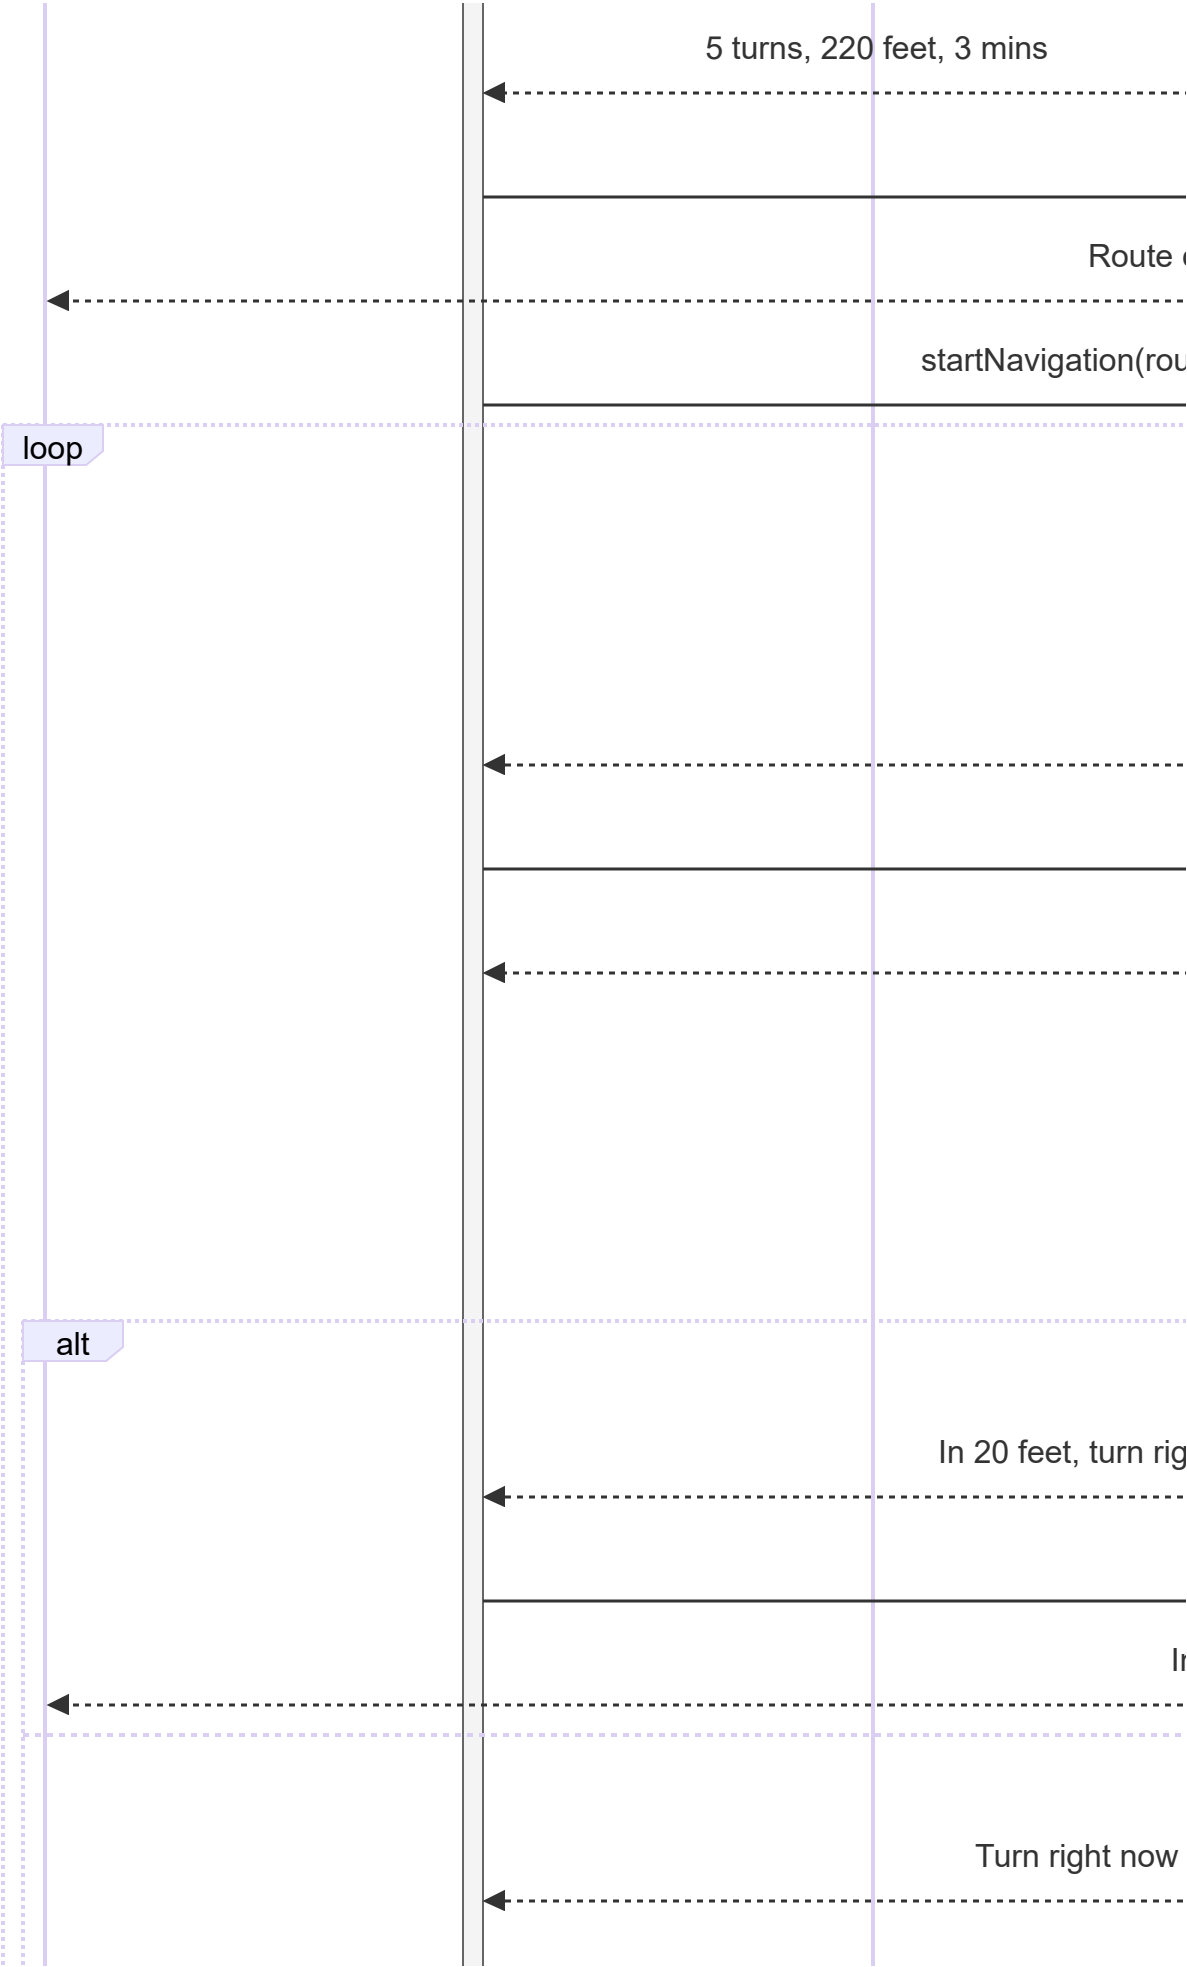 5 turns, 220 feet, 3 mins
Route
startNavigation(rou
loop
alt
In 20 feet, turn rig
In
Turn right now